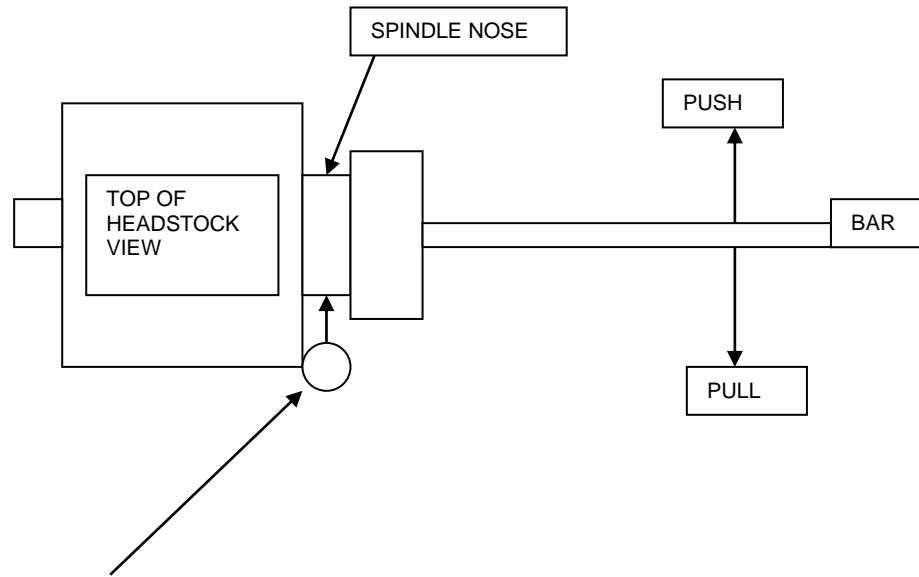 SPINDLE NOSE
PUSH
TOP OF
HEADSTOCK
VIEW
BAR
PULL